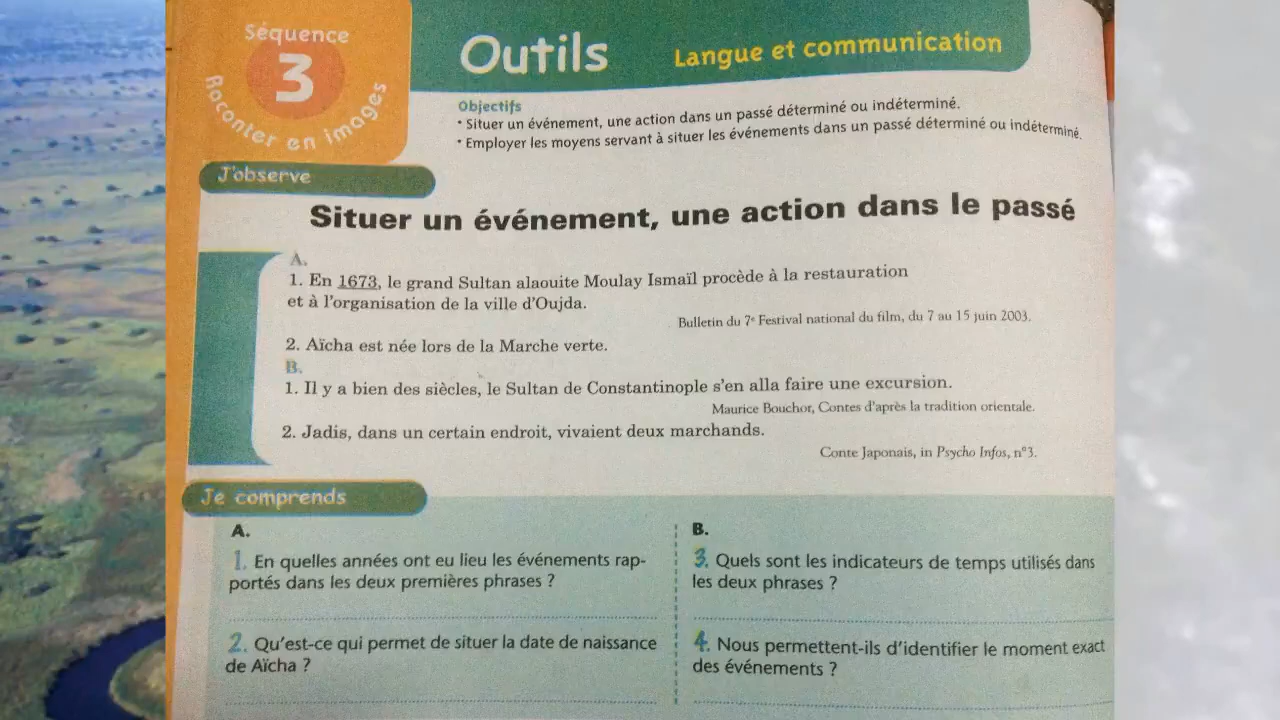 Séquence
3
Raconter en images
Outils
Langue et communication
Objectifs
• Situer un événement, une action dans un passé déterminé ou indéterminé.
• Employer les moyens servant à situer les événements dans un passé déterminé ou indéterminé.
J'observe
Situer un événement, une action dans le passé
A.
1. En 1673, le grand Sultan alaouite Moulay Ismaïl procède à la restauration
et à l'organisation de la ville d'Oujda.
Bulletin du 7e Festival national du film, du 7 au 15 juin 2003.
2. Aïcha est née lors de la Marche verte.
B.
1. Il y a bien des siècles, le Sultan de Constantinople s'en alla faire une excursion.
Maurice Bouchor, Contes d'après la tradition orientale.
2. Jadis, dans un certain endroit, vivaient deux marchands.
Conte Japonais, in Psycho Infos, n°3.
Je comprends
A.
1. En quelles années ont eu lieu les événements rap-
portés dans les deux premières phrases ?
2. Qu'est-ce qui permet de situer la date de naissance
de Aïcha ?
B.
3. Quels sont les indicateurs de temps utilisés dans
les deux phrases ?
4. Nous permettent-ils d'identifier le moment exact
des événements ?